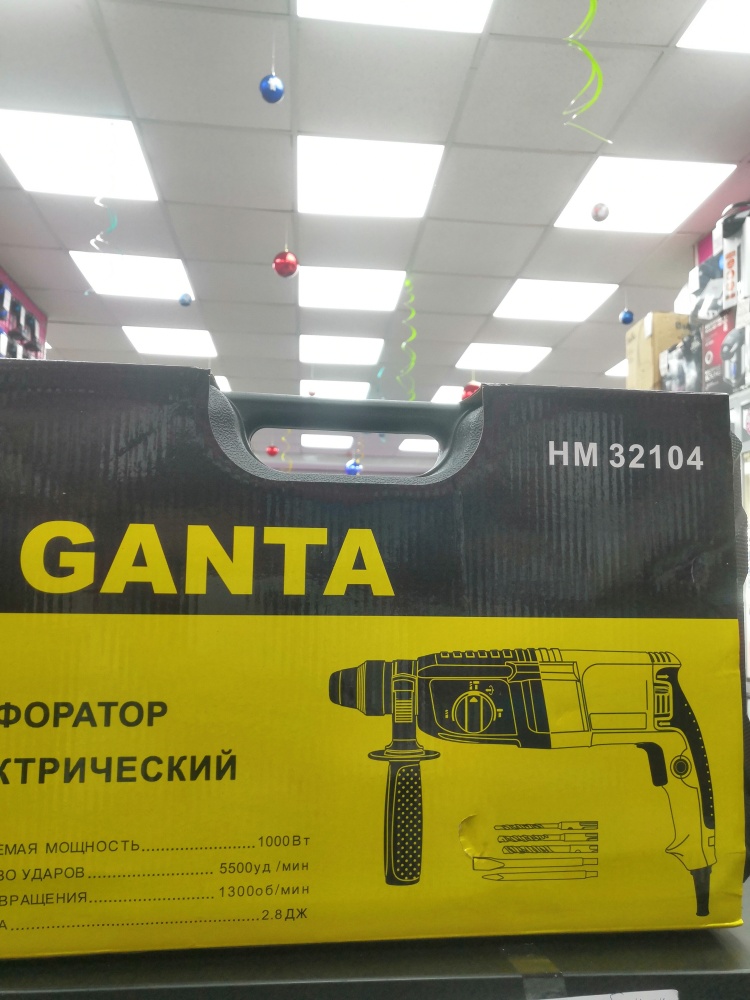 HM 32104
GANTA
ФОРАТОР
КТРИЧЕСКИЙ
ЕМАЯ МОЩНОСТЬ........................1000Вт
ВО УДАРОВ........................... 5500уд /мин
ВРАЩЕНИЯ........................... 1300об/мин
А.....................................................2.8ДЖ